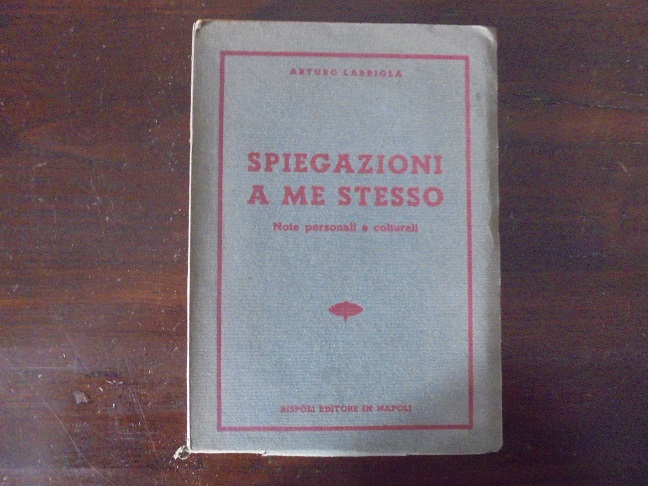 ARTURO LABRIOLA
SPIEGAZIONI
A ME STESSO
Note personali e colturali
RISPOLI EDITORE IN NAPOLI